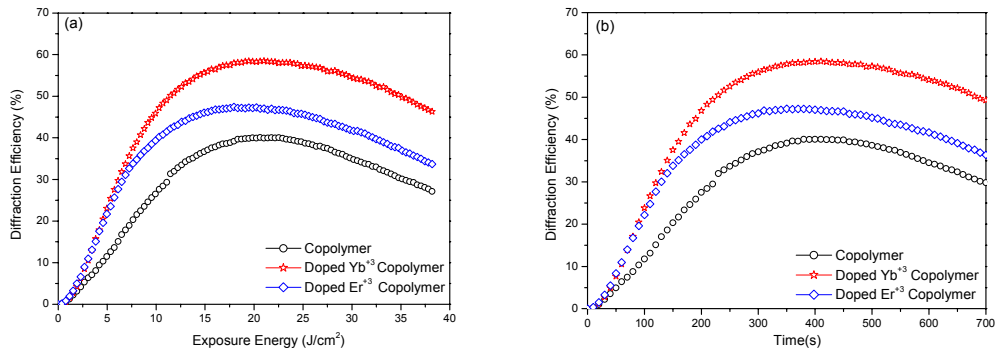 (a)
70
60
50
40
30
20
10
0
Diffraction Efficiency (%)
Copolymer
Doped Yb+3 Copolymer
Doped Er+3 Copolymer
0 5 10 15 20 25 30 35 40
Exposure Energy (J/cm2)
(b)
70
60
50
40
30
20
10
0
Diffraction Efficiency (%)
Copolymer
Doped Yb+3 Copolymer
Doped Er+3 Copolymer
0 100 200 300 400 500 600 700
Time(s)